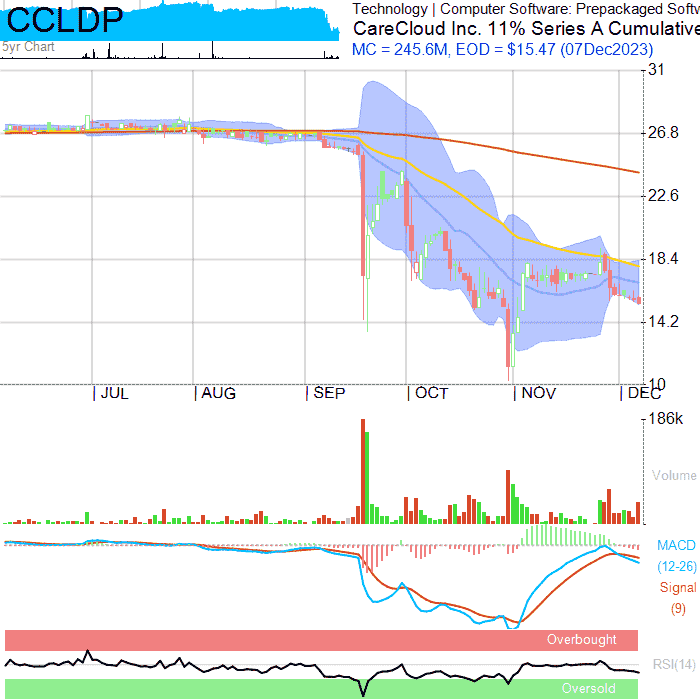 CCLDP
5yr Chart
Technology | Computer Software: Prepackaged Softw
CareCloud Inc. 11% Series A Cumulative
MC = 245.6M, EOD = $15.47 (07Dec2023)
31
26.8
22.6
18.4
14.2
10
JUL
AUG
SEP
OCT
NOV
DEC
186k
Volume
MACD
(12-26)
Signal
(9)
Overbought
RSI(14)
Oversold